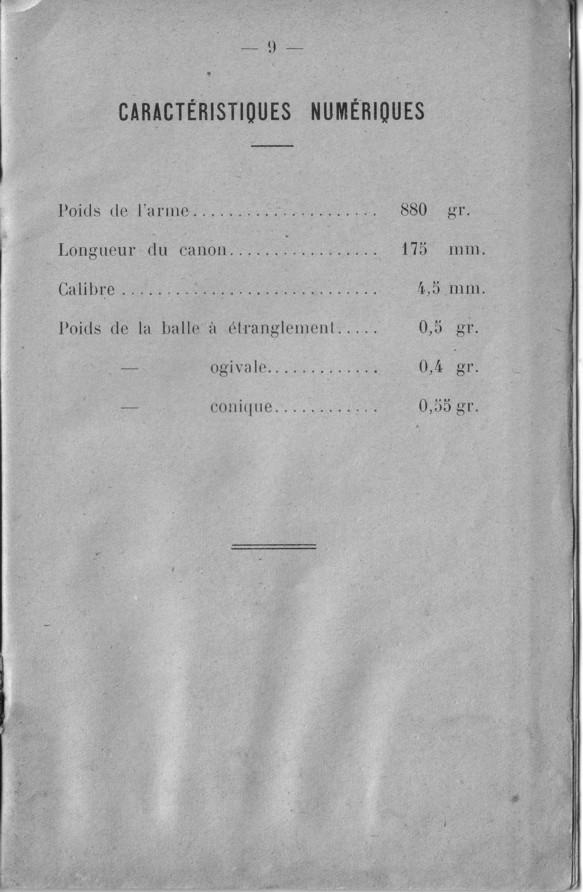 — 9 —
CARACTÉRISTIQUES NUMÉRIQUES
Poids de l'arme..................... 880 gr.
Longueur du canon................. 175 mm.
Calibre ............................. 4,5 mm.
Poids de la balle à étranglement..... 0,5 gr.
— ogivale............. 0,4 gr.
— conique............ 0,55 gr.